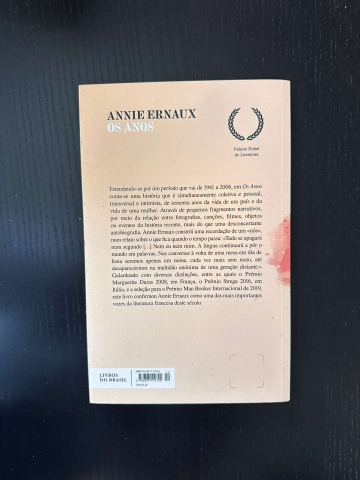 ANNIE ERNAUX
OS ANOS
Prémio Nobel
de Literatura
Estendendo-se por um período que vai de 1941 a 2006, em Os Anos
conta-se uma história que é simultaneamente coletiva e pessoal,
transversal e intimista, de sessenta anos da vida de um país e da
vida de uma mulher. Através de pequenos fragmentos narrativos,
por meio da relação entre fotografias, canções, filmes, objetos
ou eventos da história recente, mais do que uma desconcertante
autobiografia, Annie Ernaux constrói uma recordação de um «nós»,
num relato sobre o que fica quando o tempo passa: «Tudo se apagará
num segundo [...] Nem eu nem mim. A língua continuará a pôr o
mundo em palavras. Nas conversas à volta de uma mesa em dia de
festa seremos apenas um nome, cada vez mais sem rosto, até
desaparecermos na multidão anónima de uma geração distante.»
Galardoado com diversas distinções, entre as quais o Prémio
Marguerite Duras 2008, em França, o Prémio Strega 2016, em
Itália, e a seleção para o Prémio Man Booker International de 2019,
este livro confirmou Annie Ernaux como uma das mais importantes
vozes da literatura francesa deste século.
LIVROS
DO BRASIL